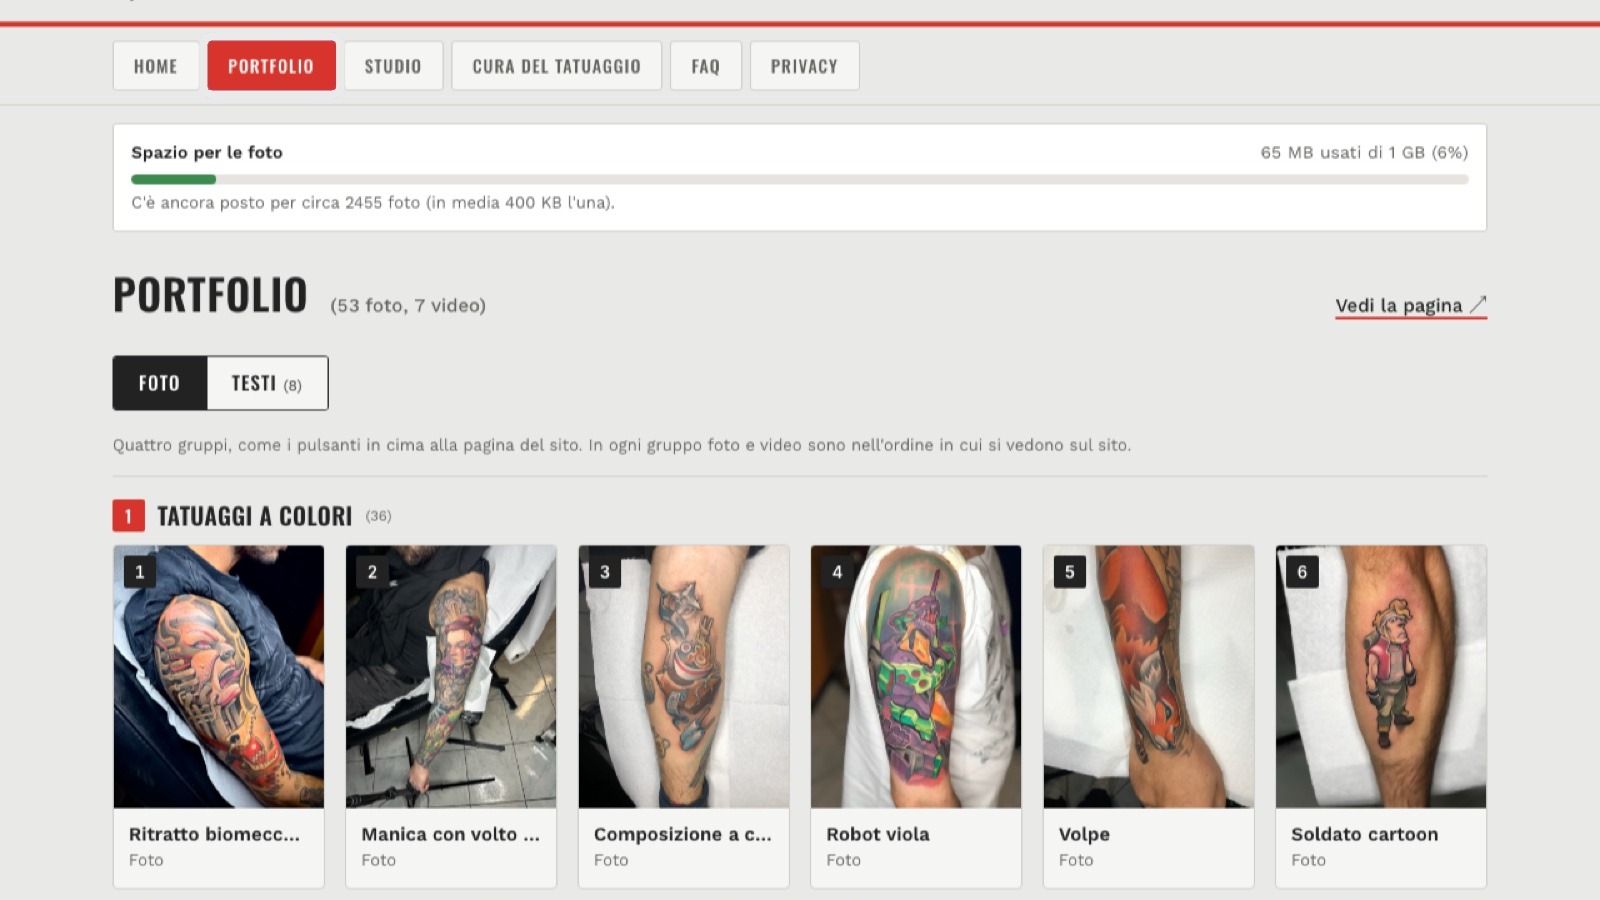 HOME PORTFOLIO STUDIO CURA DEL TATUAGGIO FAQ PRIVACY
Spazio per le foto 65 MB usati di 1 GB (6%)
C'è ancora posto per circa 2455 foto (in media 400 KB l'una).
PORTFOLIO (53 foto, 7 video) Vedi la pagina
FOTO TESTI (8)
Quattro gruppi, come i pulsanti in cima alla pagina del sito. In ogni gruppo foto e video sono nell'ordine in cui si vedono sul sito.
1 TATUAGGI A COLORI (36)
1 2 3 4 5 6
Ritratto biomecc... Manica con volto ... Composizione a c... Robot viola Volpe Soldato cartoon
Foto Foto Foto Foto Foto Foto